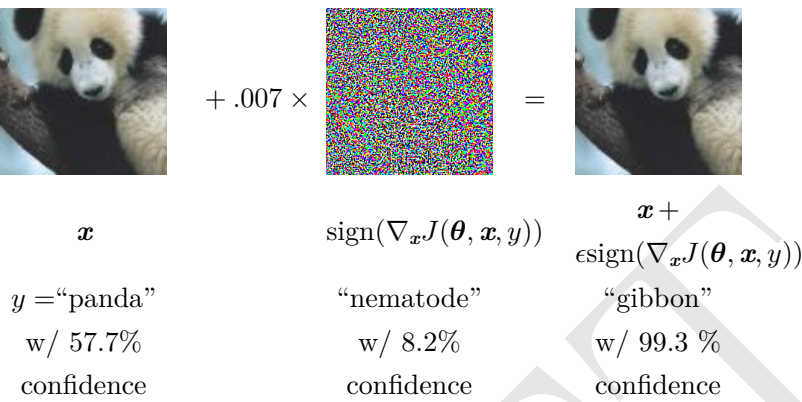 + .007 × =
x
sign(∇ₓJ(θ, x, y))
x +
ϵsign(∇ₓJ(θ, x, y))
y =“panda”
“nematode”
“gibbon”
w/ 57.7%
w/ 8.2%
w/ 99.3 %
confidence
confidence
confidence